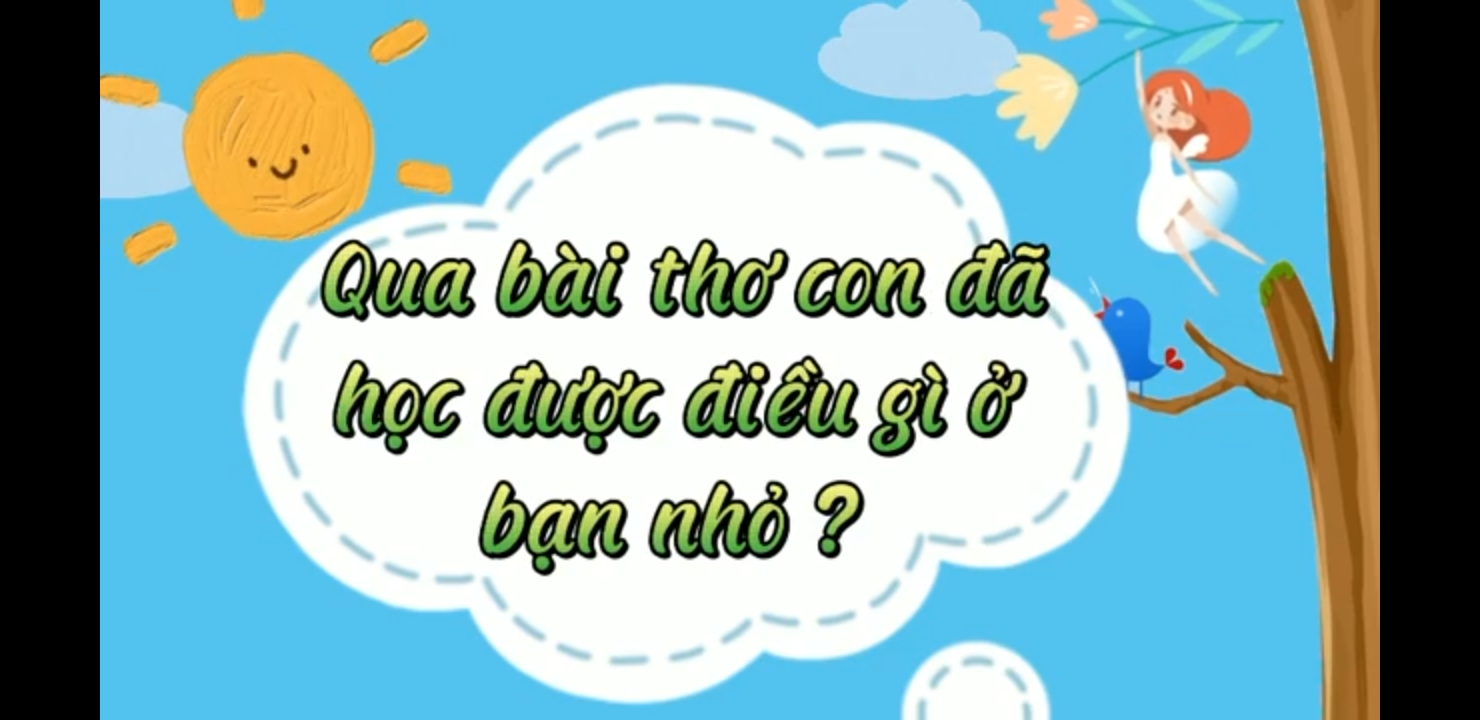 Qua bài thơ con đã
học được điều gì ở
bạn nhỏ ?